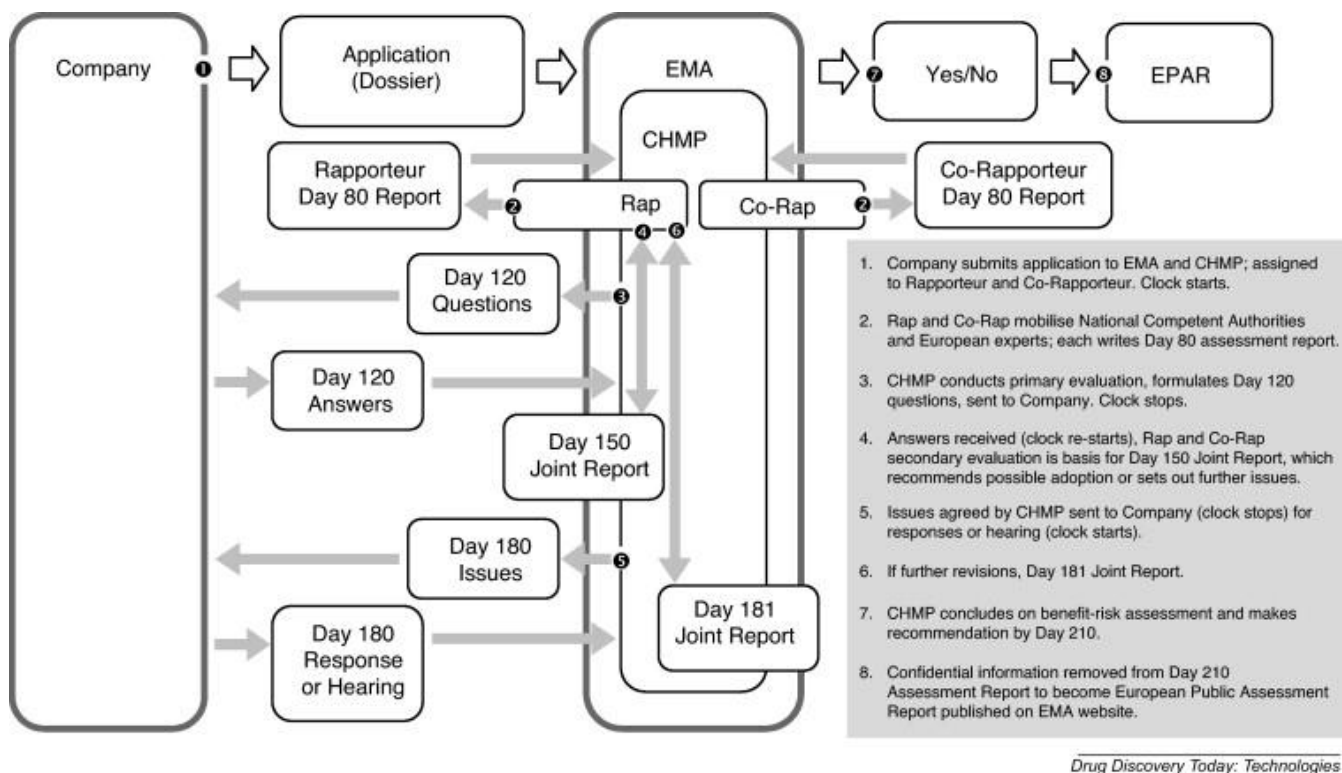 Company
❶
Application
(Dossier)
EMA
❼
Yes/No
❽
EPAR
CHMP
Rapporteur
Day 80 Report
Co-Rapporteur
Day 80 Report
❷
Rap
Co-Rap
❷
❹
❻
Day 120
Questions
❸
Day 120
Answers
Day 150
Joint Report
Day 180
Issues
❺
Day 181
Joint Report
Day 180
Response
or Hearing
1. Company submits application to EMA and CHMP; assigned
to Rapporteur and Co-Rapporteur. Clock starts.
2. Rap and Co-Rap mobilise National Competent Authorities
and European experts; each writes Day 80 assessment report.
3. CHMP conducts primary evaluation, formulates Day 120
questions, sent to Company. Clock stops.
4. Answers received (clock re-starts), Rap and Co-Rap
secondary evaluation is basis for Day 150 Joint Report, which
recommends possible adoption or sets out further issues.
5. Issues agreed by CHMP sent to Company (clock stops) for
responses or hearing (clock starts).
6. If further revisions, Day 181 Joint Report.
7. CHMP concludes on benefit-risk assessment and makes
recommendation by Day 210.
8. Confidential information removed from Day 210
Assessment Report to become European Public Assessment
Report published on EMA website.
Drug Discovery Today: Technologies